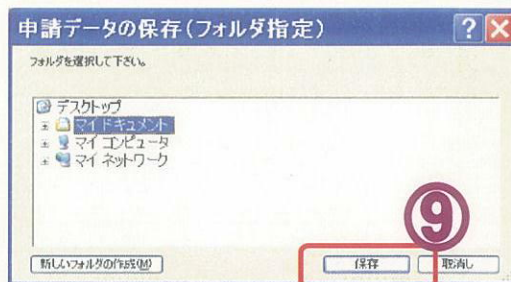 申請データの保存(フォルダ指定)
フォルダを選択して下さい。
デスクトップ
マイ ドキュメント
マイ コンピュータ
マイ ネットワーク
⑨
新しいフォルダの作成(M) 保存 取消し